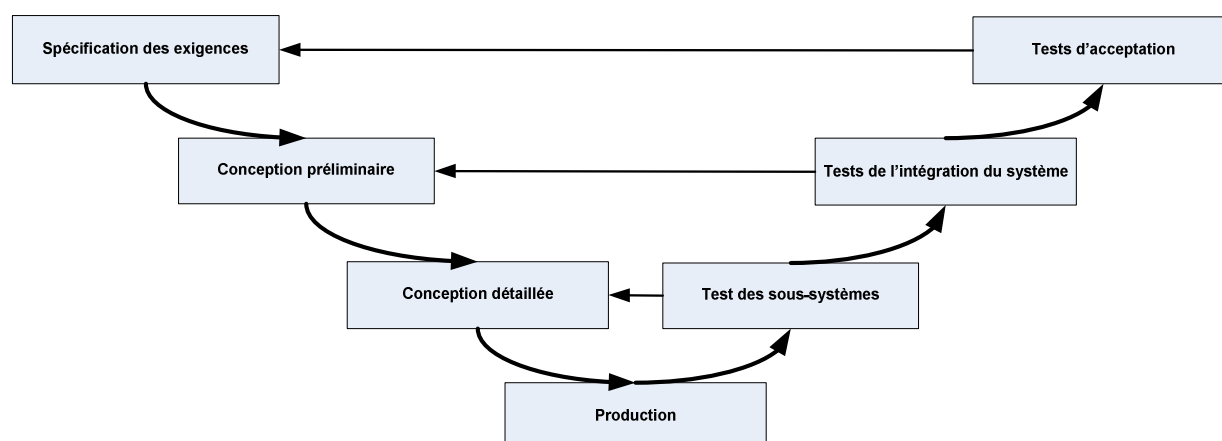 Spécification des exigences
Tests d’acceptation
Conception préliminaire
Tests de l’intégration du système
Conception détaillée
Test des sous-systèmes
Production